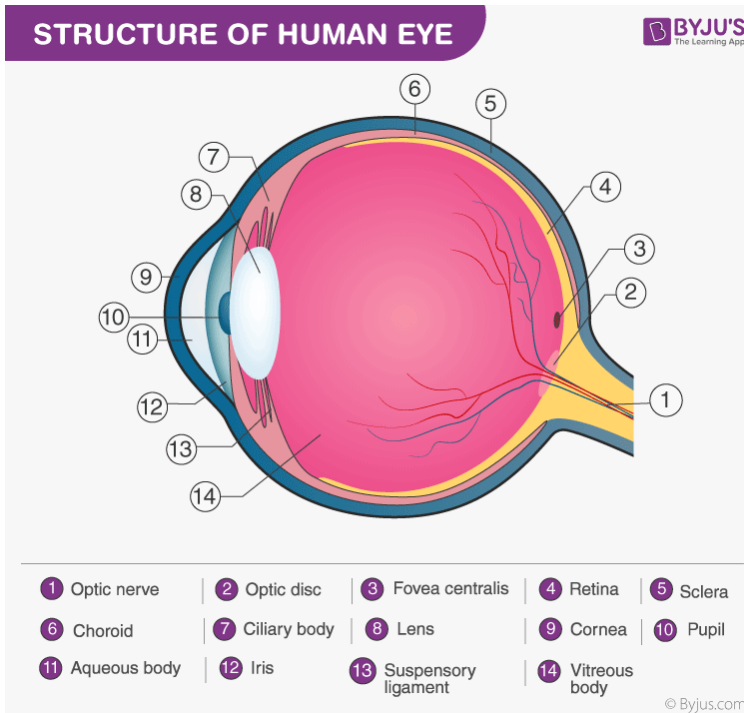 STRUCTURE OF HUMAN EYE
BYJU'S
The Learning App
6
5
7
4
8
3
9
2
10
11
1
12
13
14
1 Optic nerve
2 Optic disc
3 Fovea centralis
4 Retina
5 Sclera
6 Choroid
7 Ciliary body
8 Lens
9 Cornea
10 Pupil
11 Aqueous body
12 Iris
13 Suspensory
ligament
14 Vitreous
body
© Byjus.com